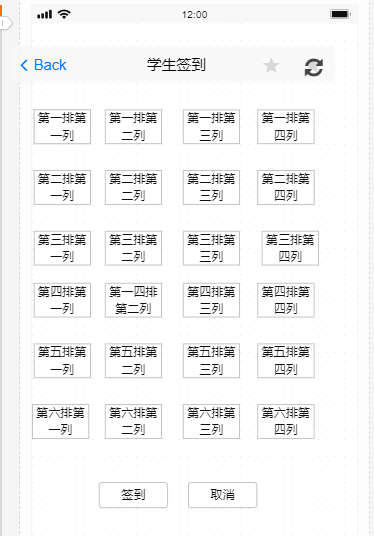 12:00
Back 学生签到
第一排第 第一排第 第一排第 第一排第
一列 二列 三列 四列
第二排第 第二排第 第二排第 第二排第
一列 二列 三列 四列
第三排第 第三排第 第三排第 第三排第
一列 二列 三列 四列
第四排第 第一四排 第四排第 第四排第
一列 第二列 三列 四列
第五排第 第五排第 第五排第 第五排第
一列 二列 三列 四列
第六排第 第六排第 第六排第 第六排第
一列 二列 三列 四列
签到 取消